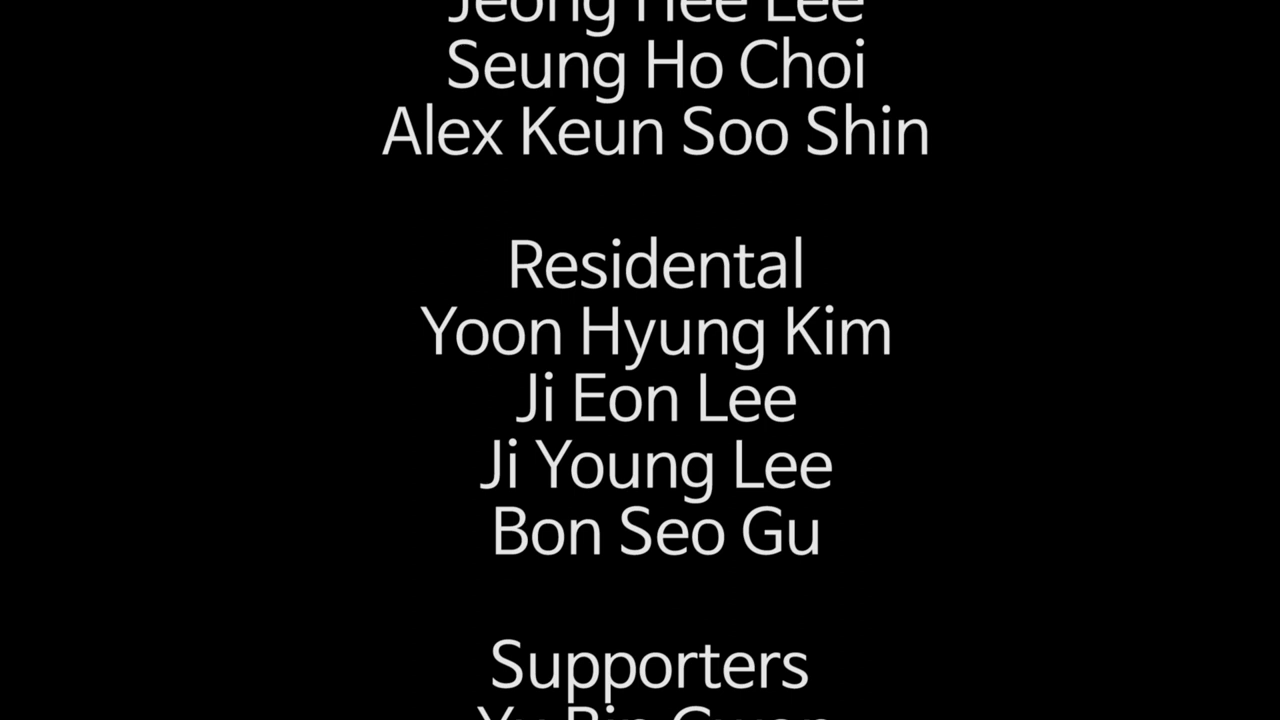 Jeong Hee Lee
Seung Ho Choi
Alex Keun Soo Shin
Residental
Yoon Hyung Kim
Ji Eon Lee
Ji Young Lee
Bon Seo Gu
Supporters